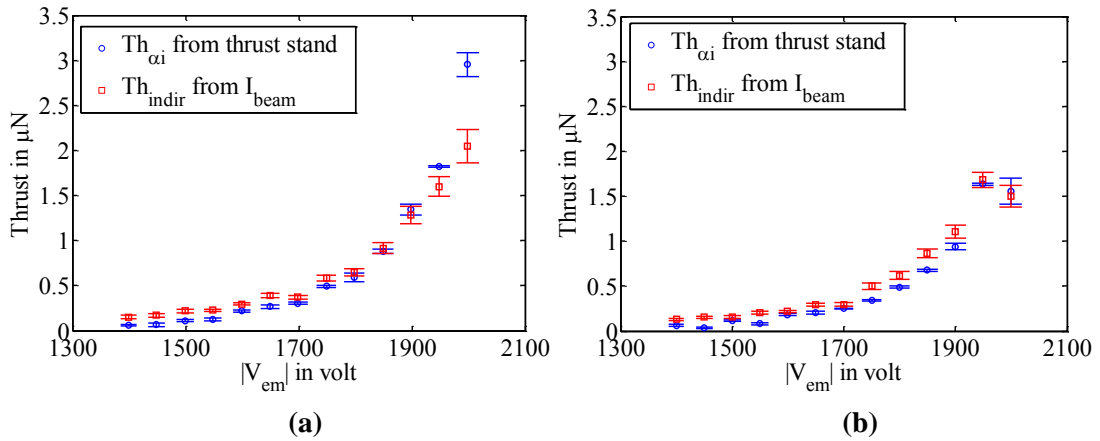 3.5
3
2.5
2
1.5
1
0.5
0
Thrust in μN
Th_αi from thrust stand
Th_indir from I_beam
1300 1500 1700 1900 2100
|V_em| in volt
(a)
3.5
3
2.5
2
1.5
1
0.5
0
Thrust in μN
Th_αi from thrust stand
Th_indir from I_beam
1300 1500 1700 1900 2100
|V_em| in volt
(b)